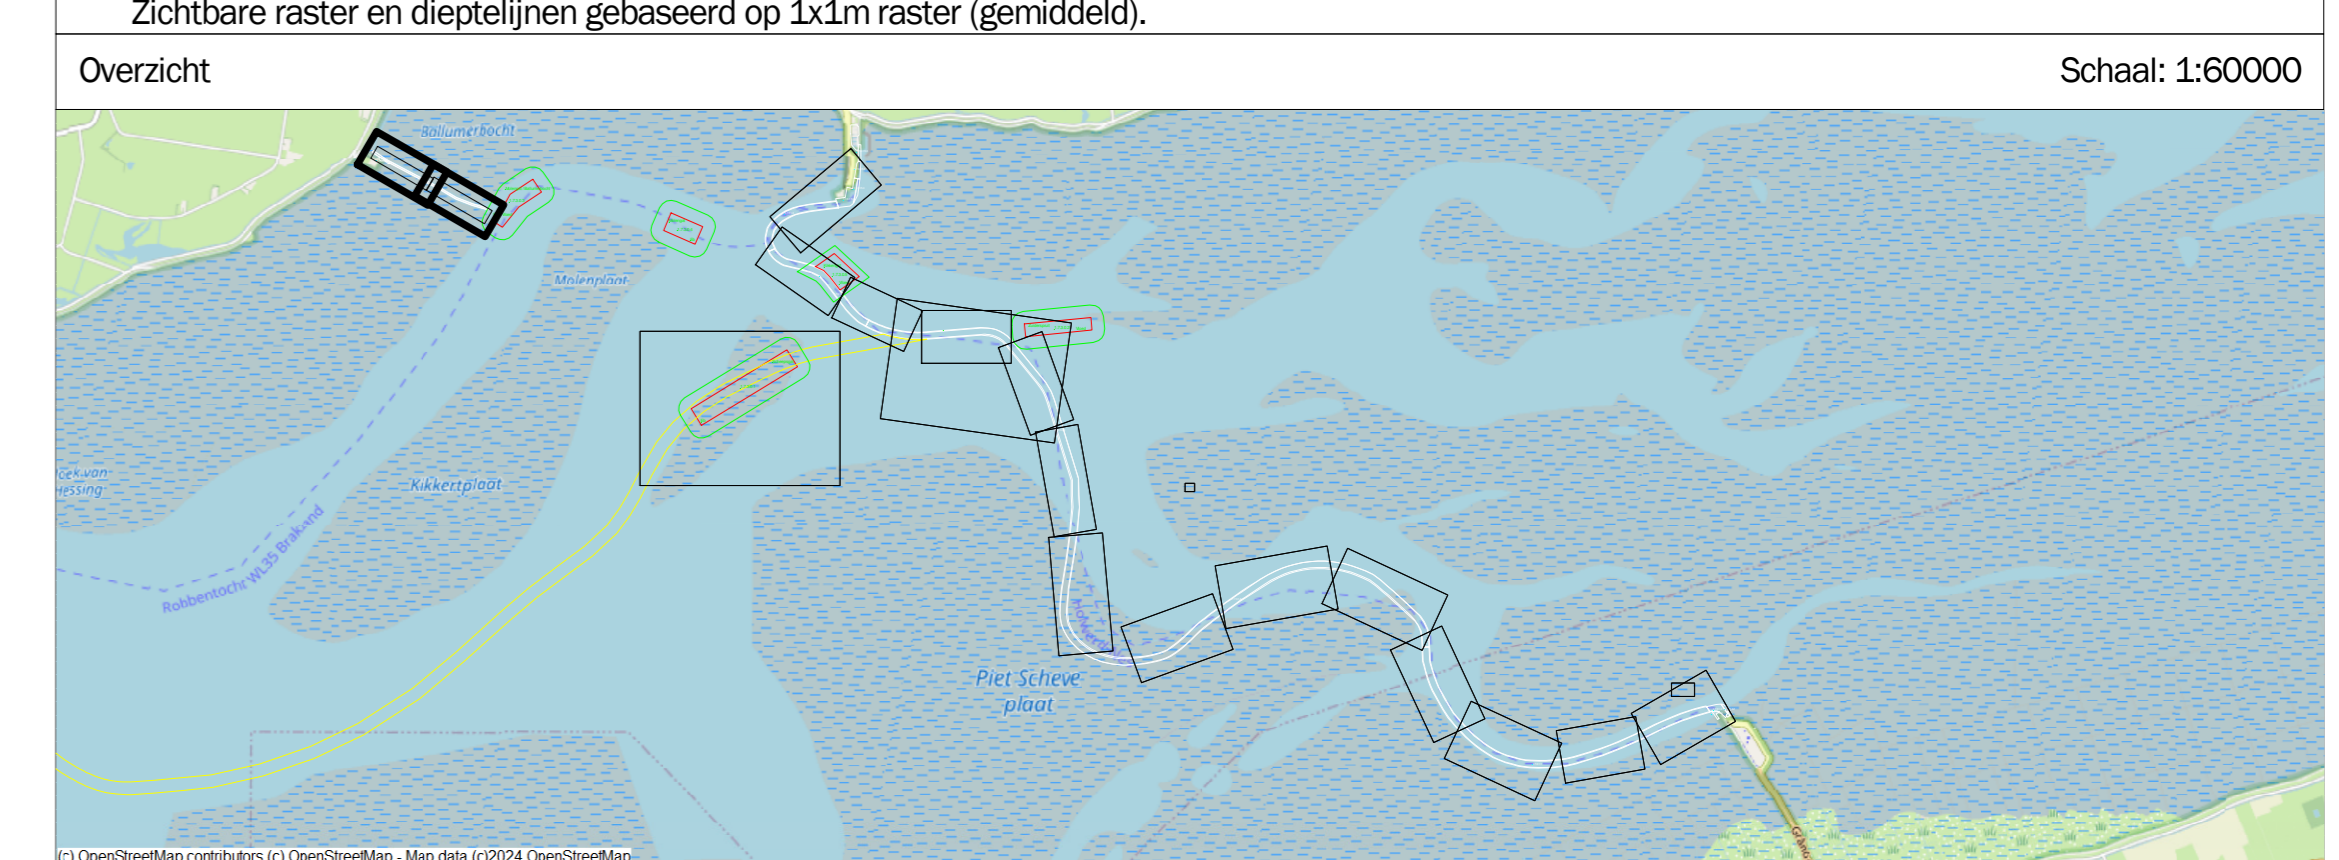 Zichtbare raster en dieptelijnen gebaseerd op 1x1m raster (gemiddeld).
Overzicht
Schaal: 1:60000
Ballumerbocht
Molenplaat
Kikkertplaat
Robbentocht WL35 Brakzand
Piet Scheve
plaat
(c) OpenStreetMap contributors (c) OpenStreetMap - Map data (c)2024 OpenStreetMap